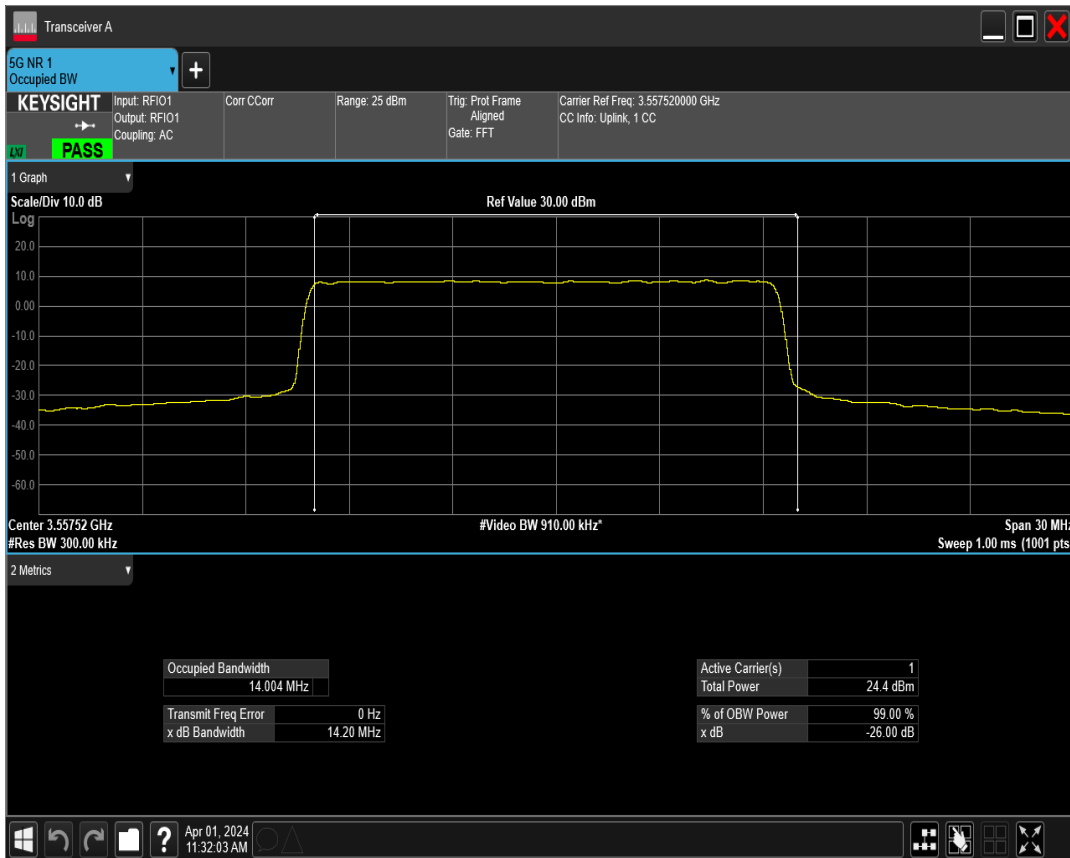 Transceiver A
5G NR 1
Occupied BW
KEYSIGHT
LXI
PASS
Input: RFIO1
Output: RFIO1
Coupling: AC
Corr CCorr
Range: 25 dBm
Trig: Prot Frame
Aligned
Gate: FFT
Carrier Ref Freq: 3.557520000 GHz
CC Info: Uplink, 1 CC
1 Graph
Scale/Div 10.0 dB
Ref Value 30.00 dBm
Log
20.0
10.0
0.00
-10.0
-20.0
-30.0
-40.0
-50.0
-60.0
Center 3.55752 GHz
#Video BW 910.00 kHz*
Span 30 MHz
#Res BW 300.00 kHz
Sweep 1.00 ms (1001 pts
2 Metrics
Occupied Bandwidth
14.004 MHz
Transmit Freq Error 0 Hz
x dB Bandwidth 14.20 MHz
Active Carrier(s) 1
Total Power 24.4 dBm
% of OBW Power 99.00 %
x dB -26.00 dB
?
Apr 01, 2024
11:32:03 AM